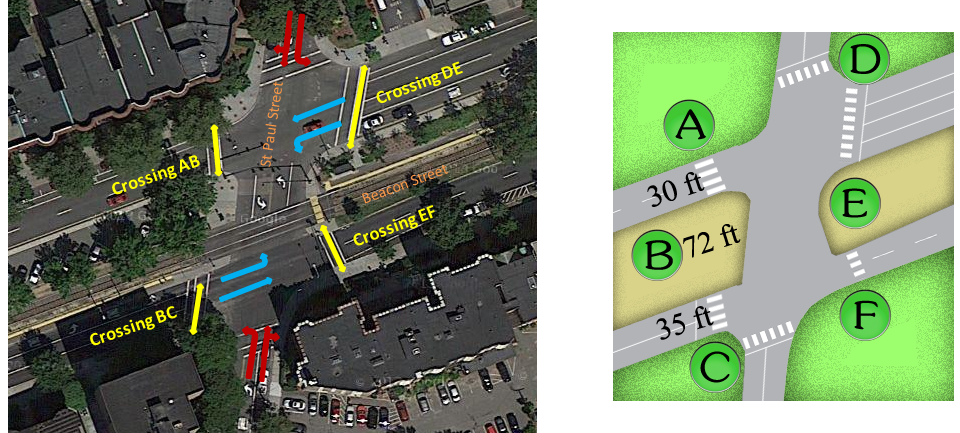 Crossing DE
St Paul Street
Crossing AB
Beacon Street
Crossing EF
Crossing BC
Google
D
A
30 ft
E
B
72 ft
35 ft
F
C